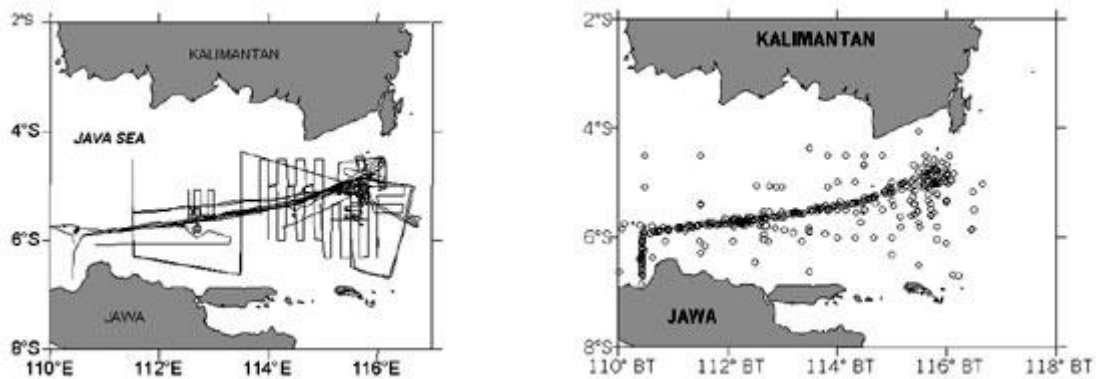 2°S
KALIMANTAN
4°S
JAVA SEA
6°S
JAWA
8°S
110°E 112°E 114°E 116°E
2°S
KALIMANTAN
4°S
6°S
JAWA
8°S
110° BT 112° BT 114° BT 116° BT 118° BT